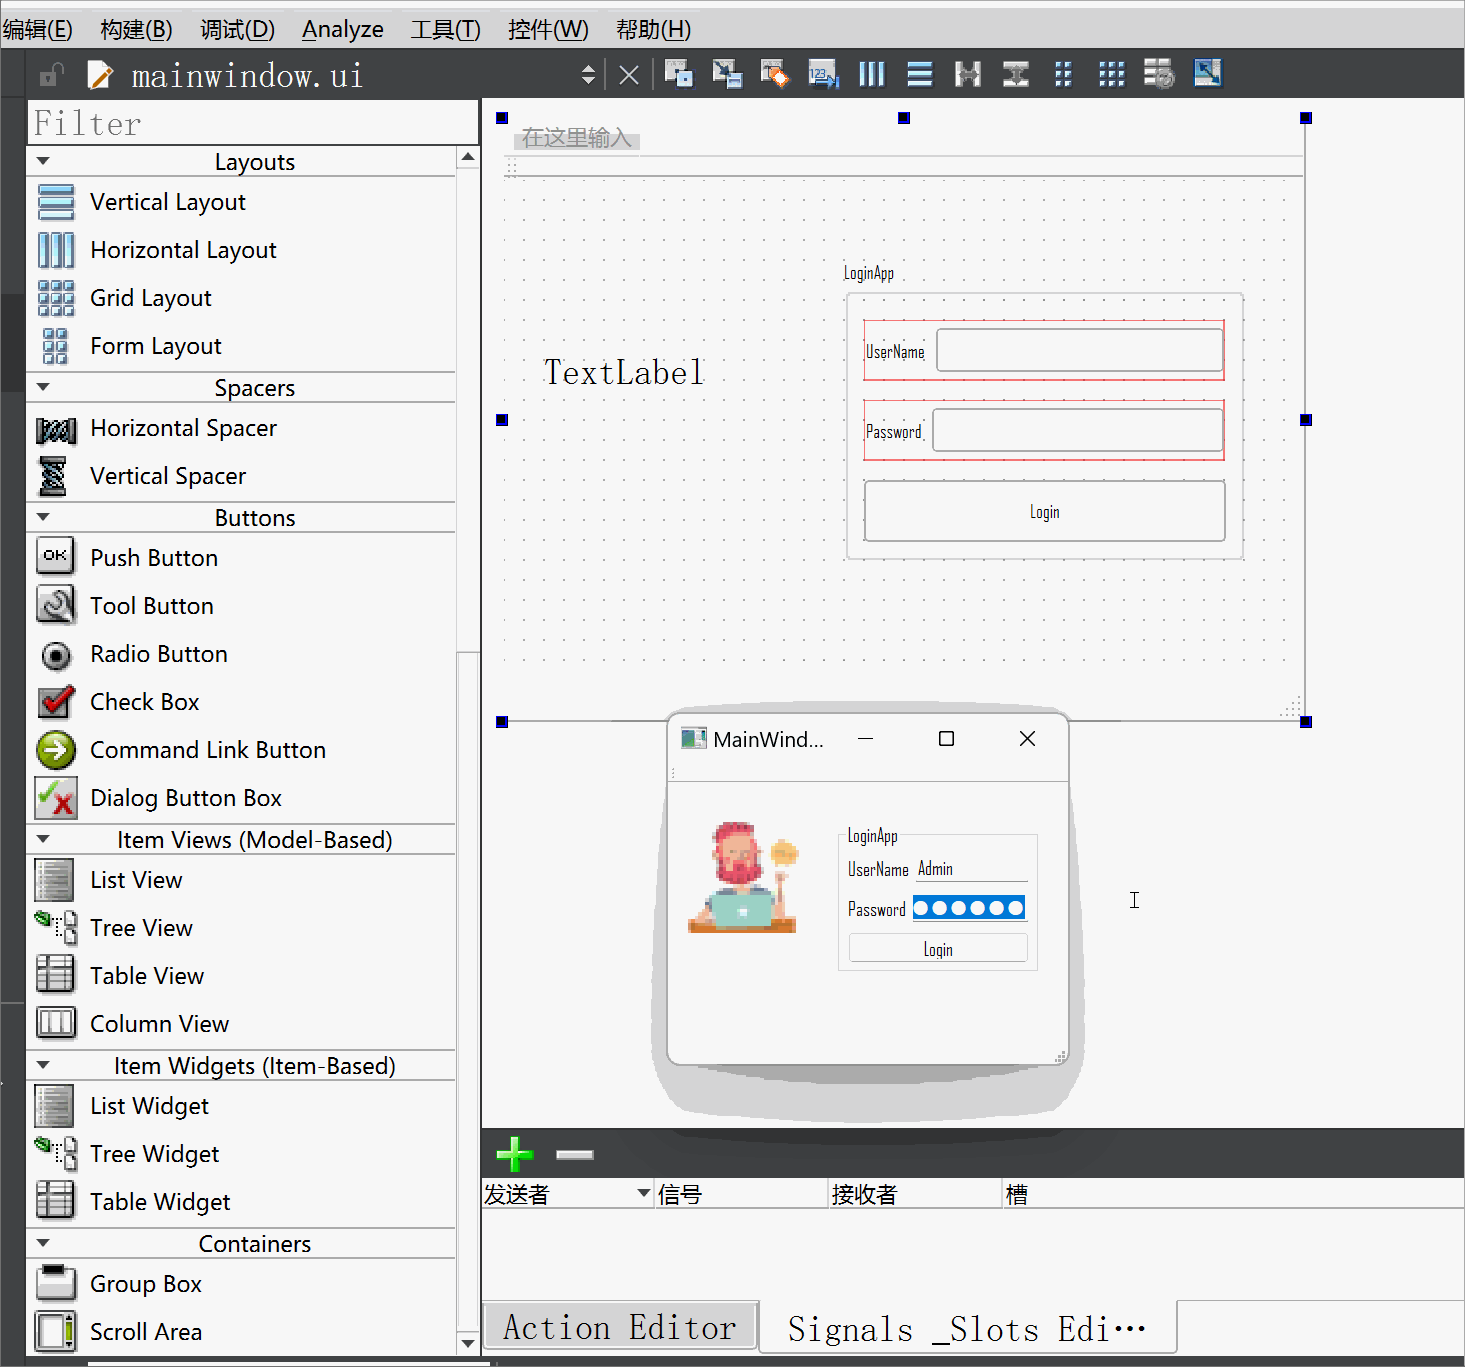 编辑(E) 构建(B) 调试(D) Analyze 工具(T) 控件(W) 帮助(H)
mainwindow.ui
Filter
Layouts
Vertical Layout
Horizontal Layout
Grid Layout
Form Layout
Spacers
Horizontal Spacer
Vertical Spacer
Buttons
OK
Push Button
Tool Button
Radio Button
Check Box
Command Link Button
Dialog Button Box
Item Views (Model-Based)
List View
Tree View
Table View
Column View
Item Widgets (Item-Based)
List Widget
Tree Widget
Table Widget
Containers
Group Box
Scroll Area
123
在这里输入
TextLabel
LoginApp
UserName
Password
Login
MainWind...
LoginApp
UserName Admin
Password ●●●●●●
Login
发送者 信号 接收者 槽
Action Editor Signals _Slots Edi…